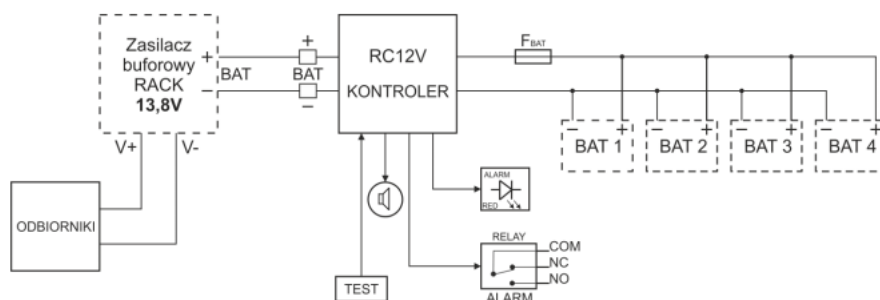 Zasilacz
buforowy
RACK
13,8V
+
−
BAT
V+
V-
ODBIORNIKI
+
BAT
−
RC12V
KONTROLER
TEST
F BAT
− +
BAT 1
− +
BAT 2
− +
BAT 3
− +
BAT 4
ALARM
RED
RELAY
COM
NC
NO
ALARM